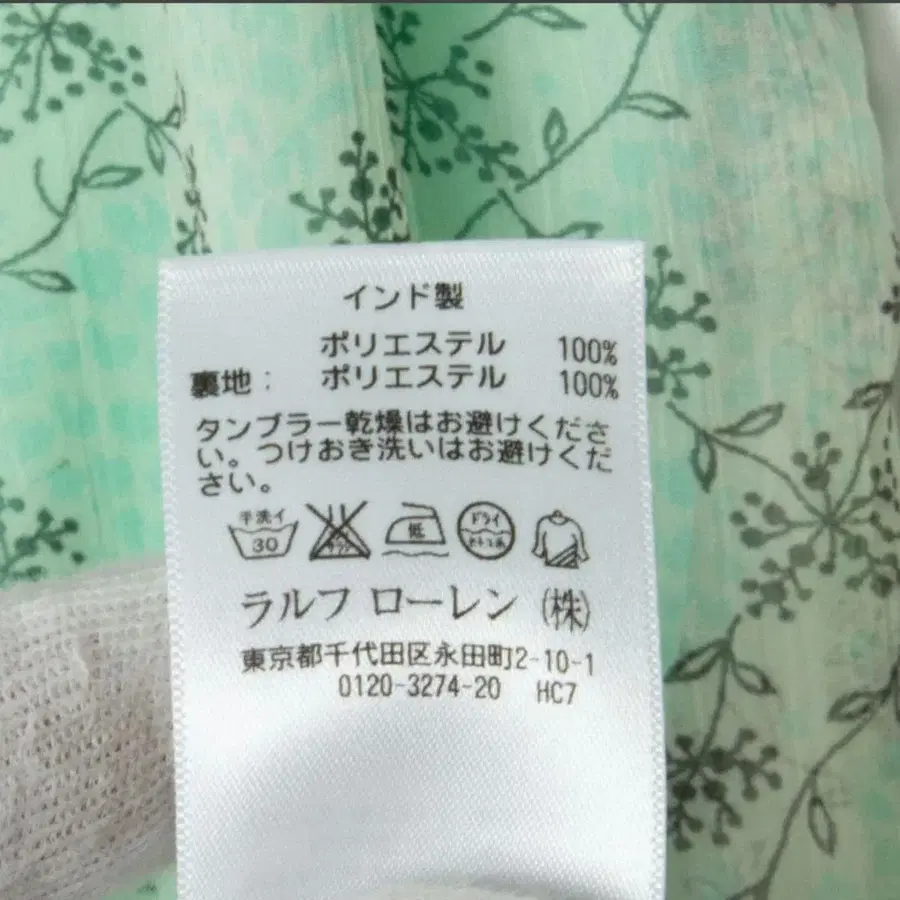 インド製
ポリエステル 100%
裏地： ポリエステル 100%
タンブラー乾燥はお避けくださ
い。つけおき洗いはお避けくだ
さい。
手洗イ 30 低 ドライ
ラルフ ローレン (株)
東京都千代田区永田町2-10-1
0120-3274-20 HC7